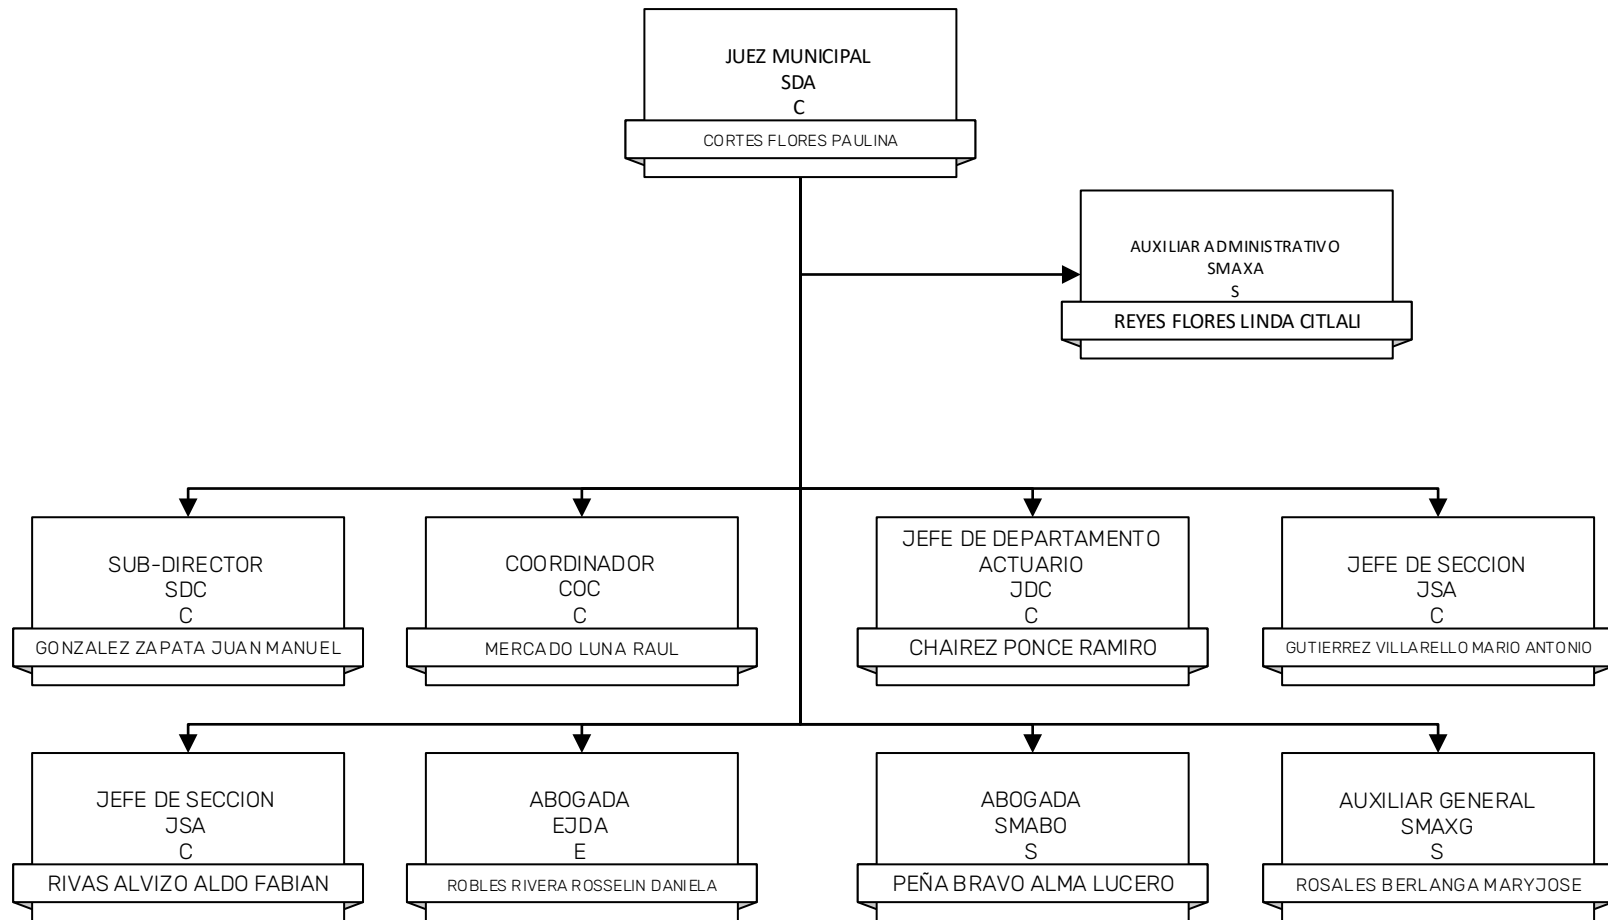 JUEZ MUNICIPAL
SDA
C
CORTES FLORES PAULINA
AUXILIAR ADMINISTRATIVO
SMAXA
S
REYES FLORES LINDA CITLALI
SUB-DIRECTOR
SDC
C
GONZALEZ ZAPATA JUAN MANUEL
COORDINADOR
COC
C
MERCADO LUNA RAUL
JEFE DE DEPARTAMENTO
ACTUARIO
JDC
C
CHAIREZ PONCE RAMIRO
JEFE DE SECCION
JSA
C
GUTIERREZ VILLARELLO MARIO ANTONIO
JEFE DE SECCION
JSA
C
RIVAS ALVIZO ALDO FABIAN
ABOGADA
EJDA
E
ROBLES RIVERA ROSSELIN DANIELA
ABOGADA
SMABO
S
PEÑA BRAVO ALMA LUCERO
AUXILIAR GENERAL
SMAXG
S
ROSALES BERLANGA MARYJOSE